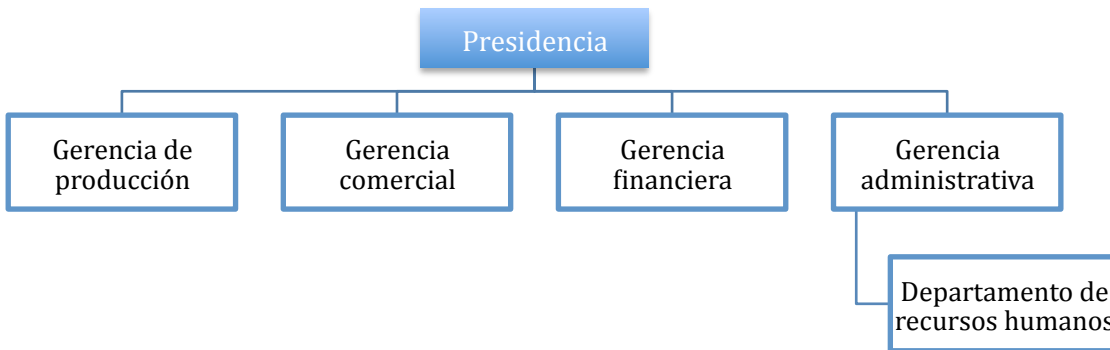 Presidencia
Gerencia de
producción
Gerencia
comercial
Gerencia
financiera
Gerencia
administrativa
Departamento de
recursos humanos